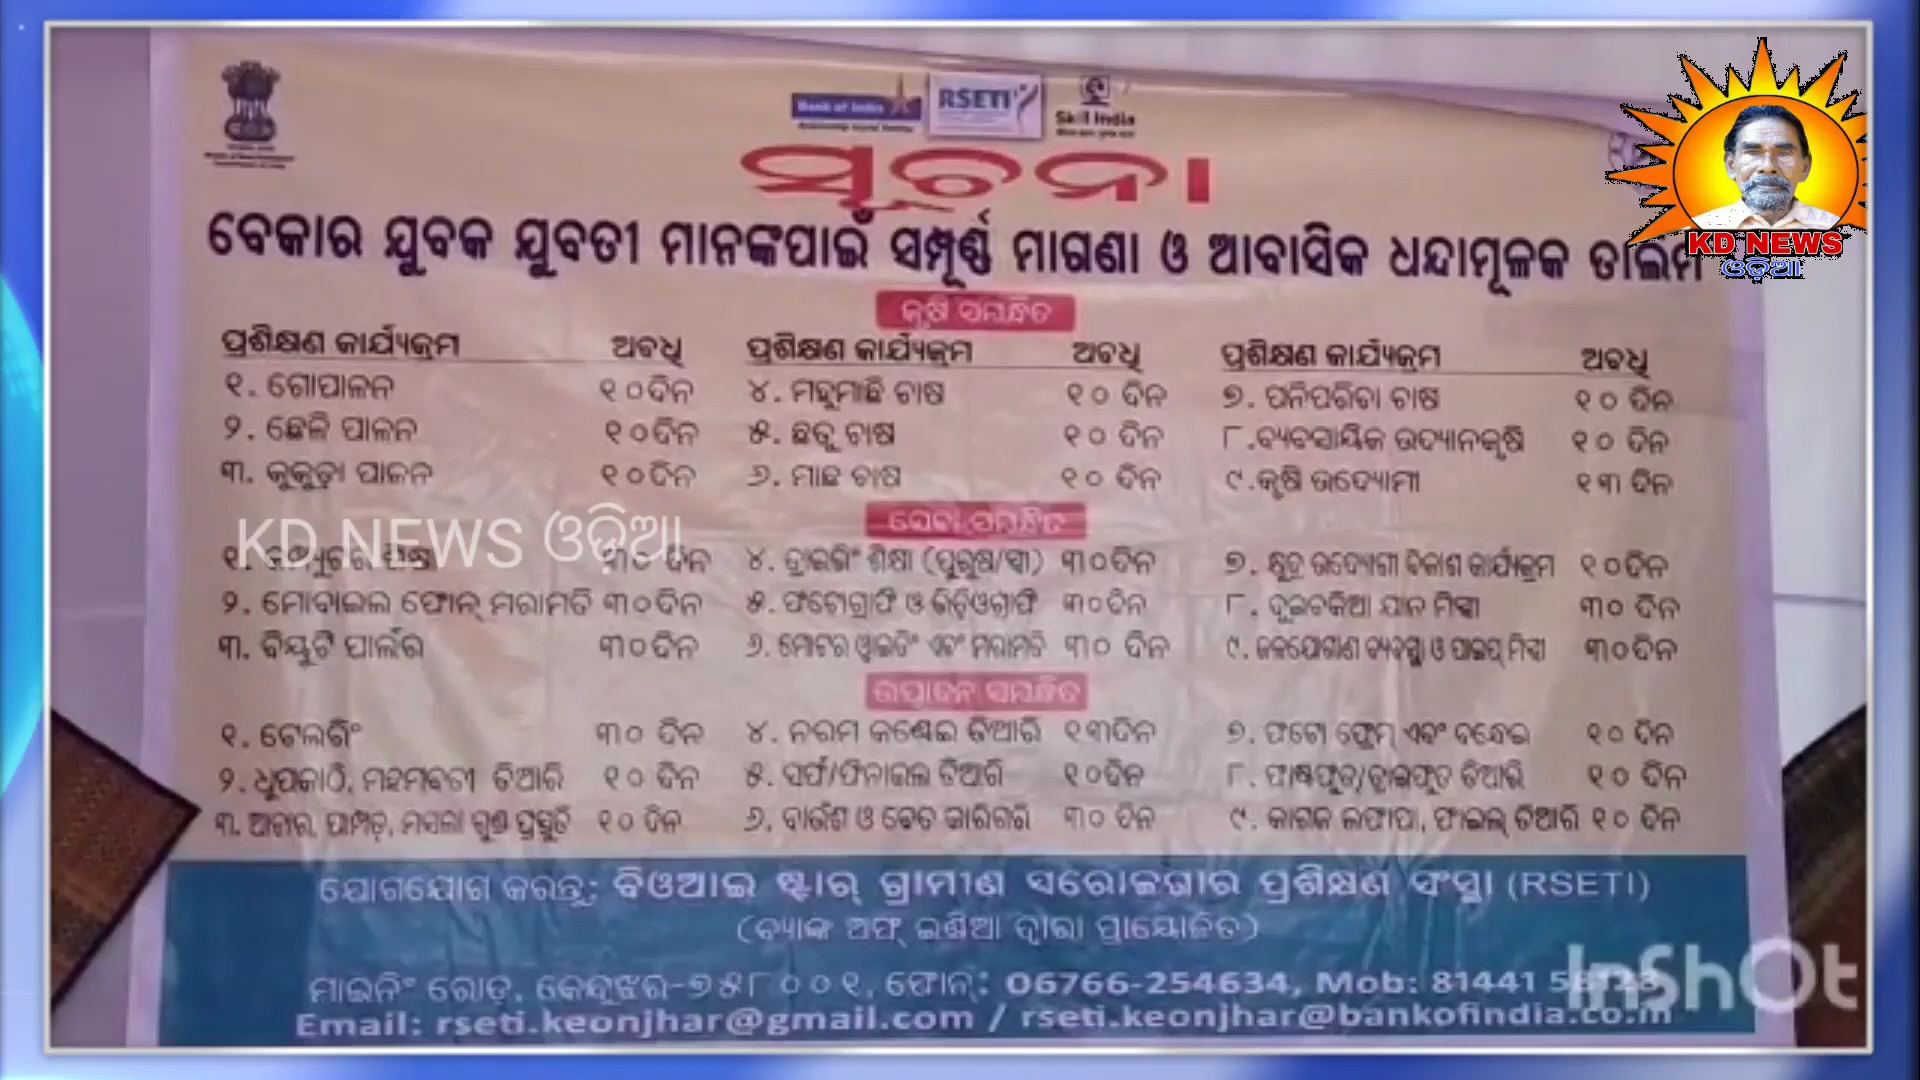 Bank of India
RSETI
Skill India
ସୂଚନା
ବେକାର ଯୁବକ ଯୁବତୀ ମାନଙ୍କପାଇଁ ସମ୍ପୂର୍ଣ୍ଣ ମାଗଣା ଓ ଆବାସିକ ଧନ୍ଦାମୂଳକ ତାଲିମ
KD NEWS
ଓଡ଼ିଆ
କୃଷି ସମ୍ବନ୍ଧିତ
ପ୍ରଶିକ୍ଷଣ କାର୍ଯ୍ୟକ୍ରମ ଅବଧି ପ୍ରଶିକ୍ଷଣ କାର୍ଯ୍ୟକ୍ରମ ଅବଧି ପ୍ରଶିକ୍ଷଣ କାର୍ଯ୍ୟକ୍ରମ ଅବଧି
୧. ଗୋପାଳନ ୧୦ଦିନ ୪. ମହୁମାଛି ଚାଷ ୧୦ ଦିନ ୭. ପନିପରିବା ଚାଷ ୧୦ ଦିନ
୨. ଛେଳି ପାଳନ ୧୦ଦିନ ୫. ଛତୁ ଚାଷ ୧୦ ଦିନ ୮.ବ୍ୟବସାୟିକ ଉଦ୍ୟାନକୃଷି ୧୦ ଦିନ
୩. କୁକୁଡ଼ା ପାଳନ ୧୦ଦିନ ୬. ମାଛ ଚାଷ ୧୦ ଦିନ ୯.କୃଷି ଉଦ୍ୟୋମୀ ୧୩ ଦିନ
ସେବା ସମ୍ବନ୍ଧିତ
KD NEWS ଓଡ଼ିଆ
୧. ୩୦ ଦିନ ୪. ଡ୍ରାଇଭିଂ ଶିକ୍ଷା (ପୁରୁଷ/ସ୍ତ୍ରୀ) ୩୦ଦିନ ୭. କ୍ଷୁଦ୍ର ଉଦ୍ୟୋଗୀ ବିକାଶ କାର୍ଯ୍ୟକ୍ରମ ୧୦ଦିନ
୨. ମୋବାଇଲ ଫୋନ୍ ମରାମତି ୩୦ଦିନ ୫. ଫଟୋଗ୍ରାଫି ଓ ଭିଡ଼ିଓଗ୍ରାଫି ୩୦ଦିନ ୮. ଦୁଇଚକିଆ ଯାନ ମିସ୍ତ୍ରୀ ୩୦ ଦିନ
୩. ବିୟୁଟି ପାର୍ଲର ୩୦ଦିନ ୬. ମୋଟର ୱାଇଡିଂ ଏବଂ ମରାମତି ୩୦ ଦିନ ୯. ଜଳଯୋଗାଣ ବ୍ୟବସ୍ଥା ଓ ପାଇପ୍ ମିସ୍ତ୍ରୀ ୩୦ଦିନ
ଉତ୍ପାଦନ ସମ୍ବନ୍ଧିତ
୧. ଟେଲରିଂ ୩୦ ଦିନ ୪. ନରମ କଣ୍ଢେଇ ତିଆରି ୧୩ଦିନ ୭. ଫଟୋ ଫ୍ରେମ୍ ଏବଂ ବନ୍ଧେଇ ୧୦ ଦିନ
୨. ଧୂପକାଠି, ମହମବତୀ ତିଆରି ୧୦ ଦିନ ୫. ସର୍ଫ/ଫିନାଇଲ ତିଆରି ୧୦ଦିନ ୮. ଫାଷ୍ଟଫୁଡ/ ତିଆରି ୧୦ ଦିନ
୩. ଆଚାର, ପାମ୍ପଡ଼, ମସଲା ଗୁଣ୍ଡ ପ୍ରସ୍ତୁତି ୧୦ ଦିନ ୬. ବାଉଁଶ ଓ ବେତ କାରିଗରି ୩୦ ଦିନ ୯. କାଗଜ ଲଫାପା, ଫାଇଲ୍ ତିଆରି ୧୦ ଦିନ
ଯୋଗଯୋଗ କରନ୍ତୁ: ବିଓଆଇ ଷ୍ଟାର୍ ଗ୍ରାମୀଣ ସରୋଜଗାର ପ୍ରଶିକ୍ଷଣ ସଂସ୍ଥା (RSETI)
(ବ୍ୟାଙ୍କ ଅଫ୍ ଇଣ୍ଡିଆ ଦ୍ୱାରା ପ୍ରାୟୋଜିତ)
ମାଇନିଂ ରୋଡ଼, କେନ୍ଦୁଝର-୭୫୮୦୦୧, ଫୋନ୍: 06766-254634, Mob: 81441
Email: rseti.keonjhar@gmail.com / rseti.keonjhar@bankofindia.co.in
InShOt